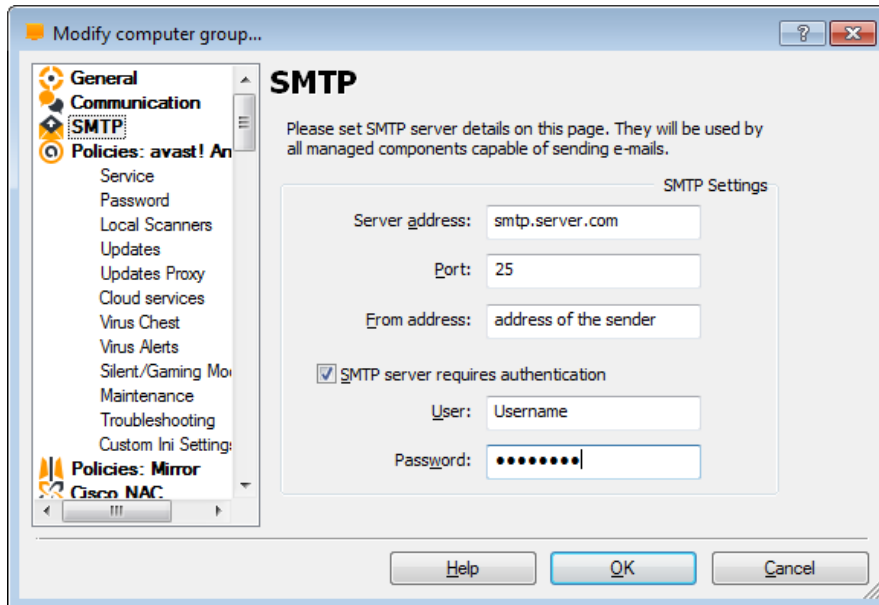 Modify computer group...
General
Communication
SMTP
Policies: avast! An
Service
Password
Local Scanners
Updates
Updates Proxy
Cloud services
Virus Chest
Virus Alerts
Silent/Gaming Mo
Maintenance
Troubleshooting
Custom Ini Setting
Policies: Mirror
Cisco NAC
SMTP
Please set SMTP server details on this page. They will be used by
all managed components capable of sending e-mails.
SMTP Settings
Server address: smtp.server.com
Port: 25
From address: address of the sender
SMTP server requires authentication
User: Username
Password: ••••••••
Help OK Cancel